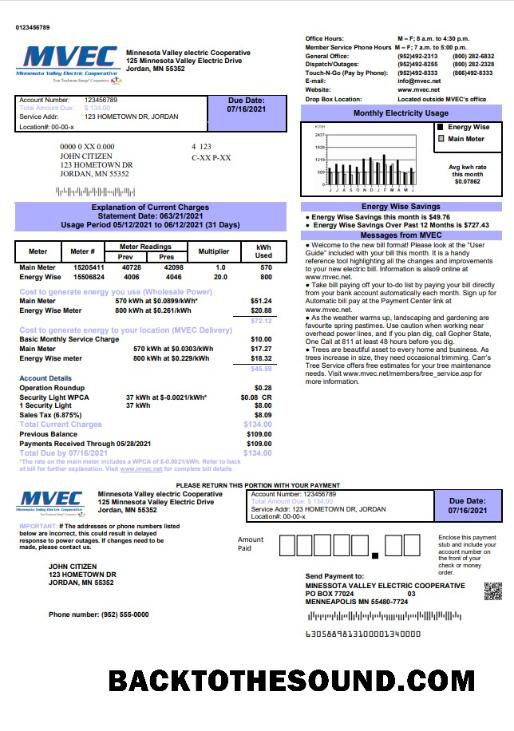 0123456789
MVEC
Minnesota Valley Electric Cooperative
Your Touchstone Energy® Cooperative
Minnesota Valley electric Cooperative
125 Minnesota Valley Electric Drive
Jordan, MN 55352
Office Hours: M – F; 8 a.m. to 4:30 p.m.
Member Service Phone Hours M – F; 7 a.m. to 5:00 p.m.
General Office: (952)492-2313 (800) 282-6832
Dispatch/Outages: (952)492-8255 (800) 282-2328
Touch-N-Go (Pay by Phone): (952)492-8333 (866)492-8333
E-mail: info@mvec.net
Website: www.mvec.net
Drop Box Location: Located outside MVEC's office
Account Number: 123456789
Total Amount Due: $ 134.00
Service Addr: 123 HOMETOWN DR, JORDAN
Location#: 00-00-x
Due Date:
07/16/2021
0000 0 XX 0.000 4 123
JOHN CITIZEN C-XX P-XX
123 HOMETOWN DR
JORDAN, MN 55352
Monthly Electricity Usage
KWH
Energy Wise
Main Meter
J J A S O N D J F M A M J
Avg kwh rate
this month
$0.07862
Explanation of Current Charges
Statement Date: 063/21/2021
Usage Period 05/12/2021 to 06/12/2021 (31 Days)
Meter Meter # Meter Readings Multiplier kWh
Prev Pres Used
Main Meter 15205411 40728 42098 1.0 570
Energy Wise 15506824 4006 4046 20.0 800
Cost to generate energy you use (Wholesale Power)
Main Meter 570 kWh at $0.0899/kWh* $51.24
Energy Wise Meter 800 kWh at $0.261/kWh $20.88
$72.12
Cost to generate energy to your location (MVEC Delivery)
Basic Monthly Service Charge $10.00
Main Meter 570 kWh at $0.0303/kWh $17.27
Energy Wise meter 800 kWh at $0.229/kWh $18.32
$45.59
Account Details
Operation Roundup $0.28
Security Light WPCA 37 kWh at $-0.0021/kWh* $0.08 CR
1 Security Light 37 kWh $8.00
Sales Tax (6.875%) $8.09
Total Current Charges $134.00
Previous Balance $109.00
Payments Received Through 05/28/2021 $109.00
Total Due by 07/16/2021 $134.00
*The rate on the main meter includes a WPCA of $-0.0021/kWh. Refer to back
of bill for further explanation. Visit www.mvec.net for complete bill details
Energy Wise Savings
● Energy Wise Savings this month is $49.76
● Energy Wise Savings Over Past 12 Months is $727.43
Messages from MVEC
● Welcome to the new bill format! Please look at the "User
Guide" included with your bill this month. It is a handy
reference tool highlighting all the changes and improvements
to your new electric bill. Information is also9 online at
www.mvec.net.
● Take bill paying off your to-do list by paying your bill directly
from your bank account automatically each month. Sign up for
Automatic bill pay at the Payment Center link at
www.mvec.net.
● As the weather warms up, landscaping and gardening are
favourite spring pastimes. Use caution when working near
overhead power lines, and if you plan dig, call Gopher State,
One Call at 811 at least 48 hours before you dig.
● Trees are beautiful asset to every home and business. As
trees increase in size, they need occasional trimming. Carr's
Tree Service offers free estimates for your tree maintenance
needs. Visit www.mvec.net/members/tree_service.asp for
more information.
PLEASE RETURN THIS PORTION WITH YOUR PAYMENT
MVEC
Minnesota Valley Electric Cooperative
Minnesota Valley electric Cooperative
125 Minnesota Valley Electric Drive
Jordan, MN 55352
Account Number: 123456789
Total Amount Due: $ 134.00
Service Addr: 123 HOMETOWN DR, JORDAN
Location#: 00-00-x
Due Date:
07/16/2021
IMPORTANT: If The addresses or phone numbers listed
below are incorrect, this could result in delayed
response to power outages. If changes need to be
made, please contact us.
Amount
Paid
Enclose this payment
stub and include your
account number on
the front of your
check or money
order.
JOHN CITIZEN
123 HOMETOWN DR
JORDAN, MN 55352
Phone number: (952) 555-0000
Send Payment to:
MINESSOTA VALLEY ELECTRIC COOPERATIVE
PO BOX 77024 03
MENNEAPOLIS MN 55480-7724
6305889813100001340000
BACKTOTHESOUND.COM